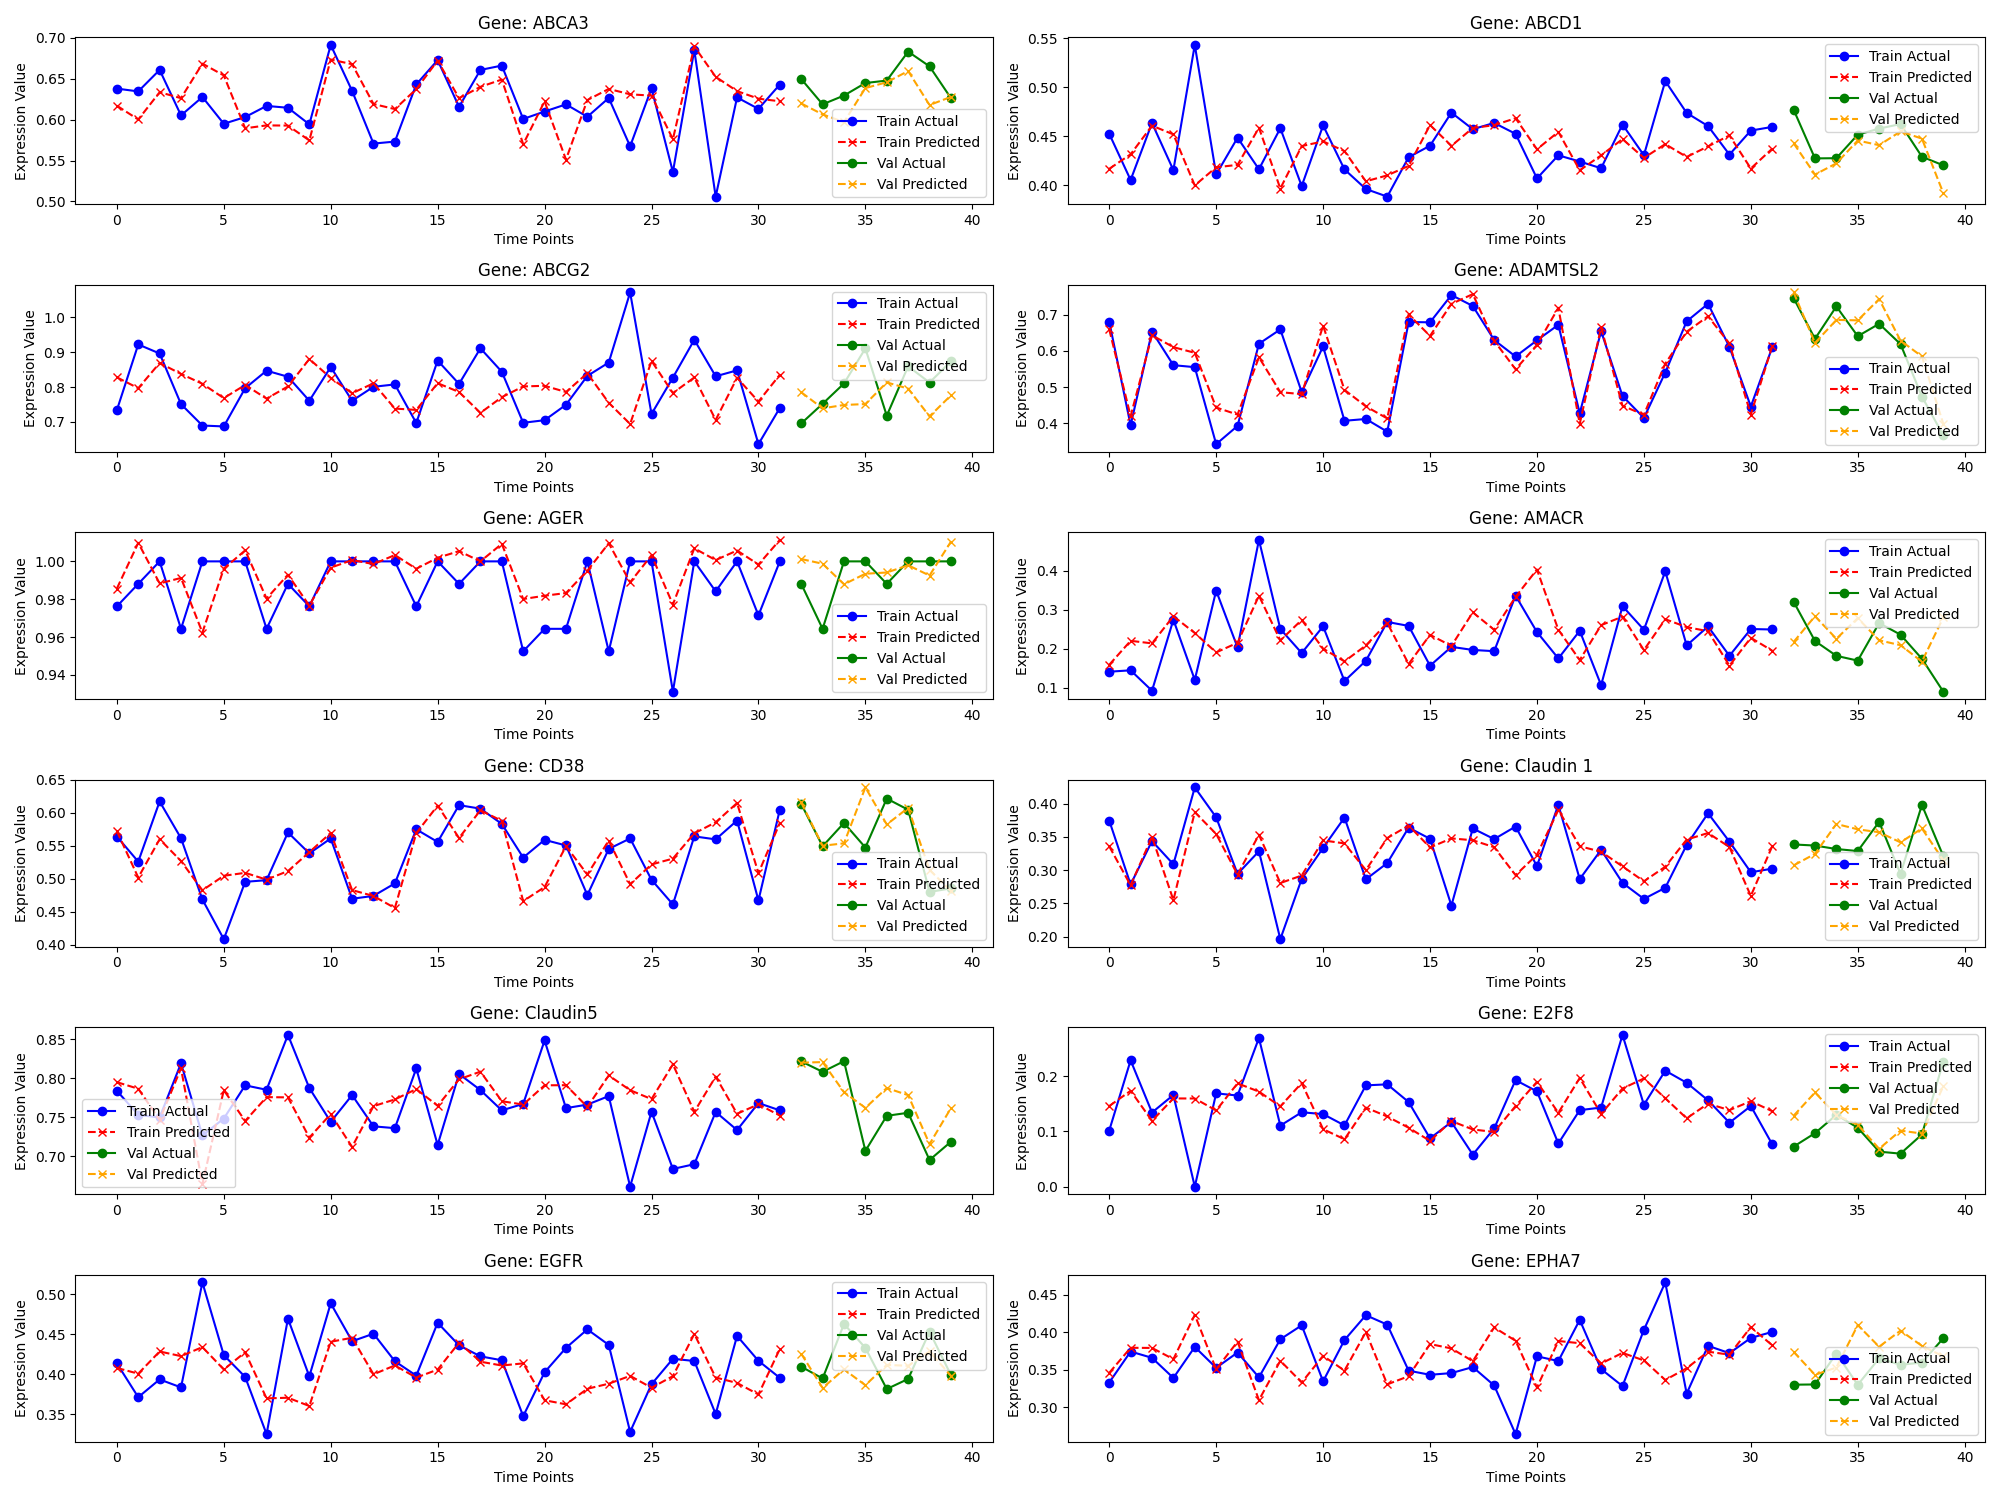 Gene: ABCA3
Expression Value
0.70
0.65
0.60
0.55
0.50
Train Actual
Train Predicted
Val Actual
Val Predicted
0 5 10 15 20 25 30 35 40
Time Points
Gene: ABCD1
Expression Value
0.55
0.50
0.45
0.40
Train Actual
Train Predicted
Val Actual
Val Predicted
0 5 10 15 20 25 30 35 40
Time Points
Gene: ABCG2
Expression Value
1.0
0.9
0.8
0.7
Train Actual
Train Predicted
Val Actual
Val Predicted
0 5 10 15 20 25 30 35 40
Time Points
Gene: ADAMTSL2
Expression Value
0.7
0.6
0.5
0.4
Train Actual
Train Predicted
Val Actual
Val Predicted
0 5 10 15 20 25 30 35 40
Time Points
Gene: AGER
Expression Value
1.00
0.98
0.96
0.94
Train Actual
Train Predicted
Val Actual
Val Predicted
0 5 10 15 20 25 30 35 40
Time Points
Gene: AMACR
Expression Value
0.4
0.3
0.2
0.1
Train Actual
Train Predicted
Val Actual
Val Predicted
0 5 10 15 20 25 30 35 40
Time Points
Gene: CD38
Expression Value
0.65
0.60
0.55
0.50
0.45
0.40
Train Actual
Train Predicted
Val Actual
Val Predicted
0 5 10 15 20 25 30 35 40
Time Points
Gene: Claudin 1
Expression Value
0.40
0.35
0.30
0.25
0.20
Train Actual
Train Predicted
Val Actual
Val Predicted
0 5 10 15 20 25 30 35 40
Time Points
Gene: Claudin5
Expression Value
0.85
0.80
0.75
0.70
Train Actual
Train Predicted
Val Actual
Val Predicted
0 5 10 15 20 25 30 35 40
Time Points
Gene: E2F8
Expression Value
0.2
0.1
0.0
Train Actual
Train Predicted
Val Actual
Val Predicted
0 5 10 15 20 25 30 35 40
Time Points
Gene: EGFR
Expression Value
0.50
0.45
0.40
0.35
Train Actual
Train Predicted
Val Actual
Val Predicted
0 5 10 15 20 25 30 35 40
Time Points
Gene: EPHA7
Expression Value
0.45
0.40
0.35
0.30
Train Actual
Train Predicted
Val Actual
Val Predicted
0 5 10 15 20 25 30 35 40
Time Points